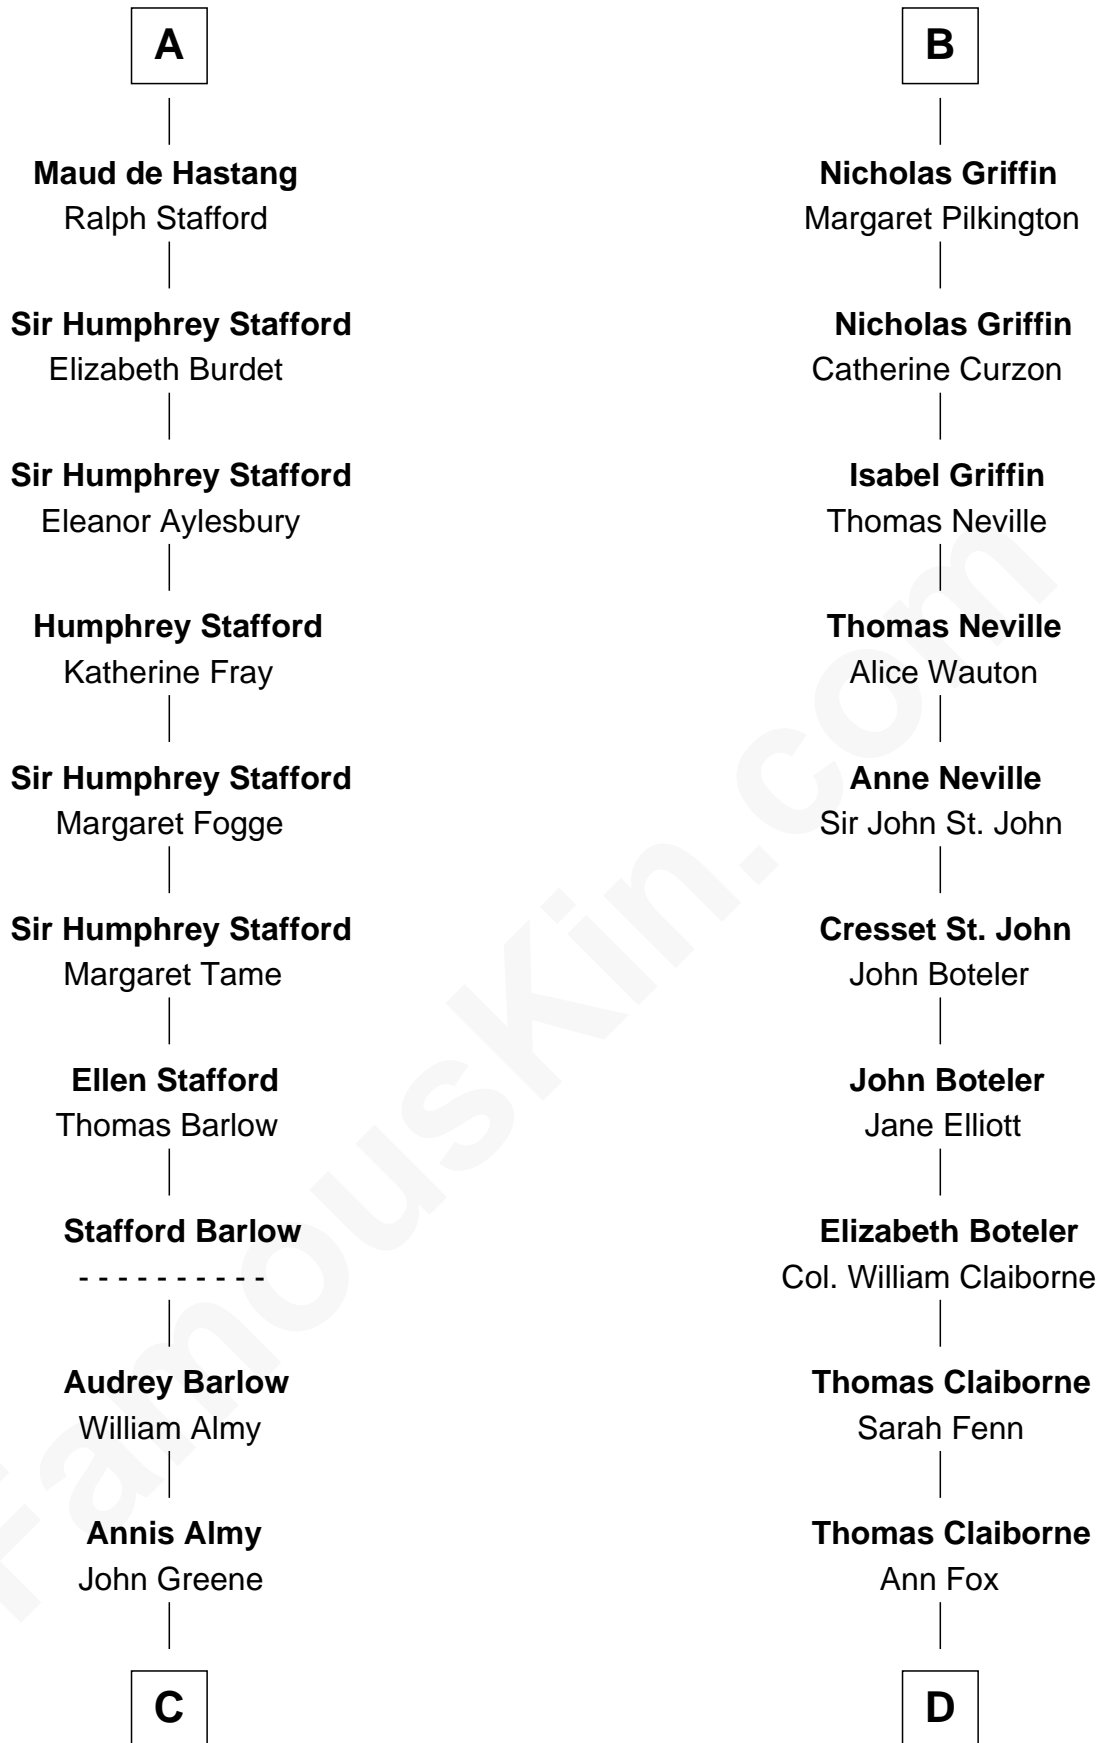 A
Maud de Hastang
Ralph Stafford
Sir Humphrey Stafford
Elizabeth Burdet
Sir Humphrey Stafford
Eleanor Aylesbury
Humphrey Stafford
Katherine Fray
Sir Humphrey Stafford
Margaret Fogge
Sir Humphrey Stafford
Margaret Tame
Ellen Stafford
Thomas Barlow
Stafford Barlow
- - - - - - - - - -
Audrey Barlow
William Almy
Annis Almy
John Greene
C
B
Nicholas Griffin
Margaret Pilkington
Nicholas Griffin
Catherine Curzon
Isabel Griffin
Thomas Neville
Thomas Neville
Alice Wauton
Anne Neville
Sir John St. John
Cresset St. John
John Boteler
John Boteler
Jane Elliott
Elizabeth Boteler
Col. William Claiborne
Thomas Claiborne
Sarah Fenn
Thomas Claiborne
Ann Fox
D
FamousKin.com